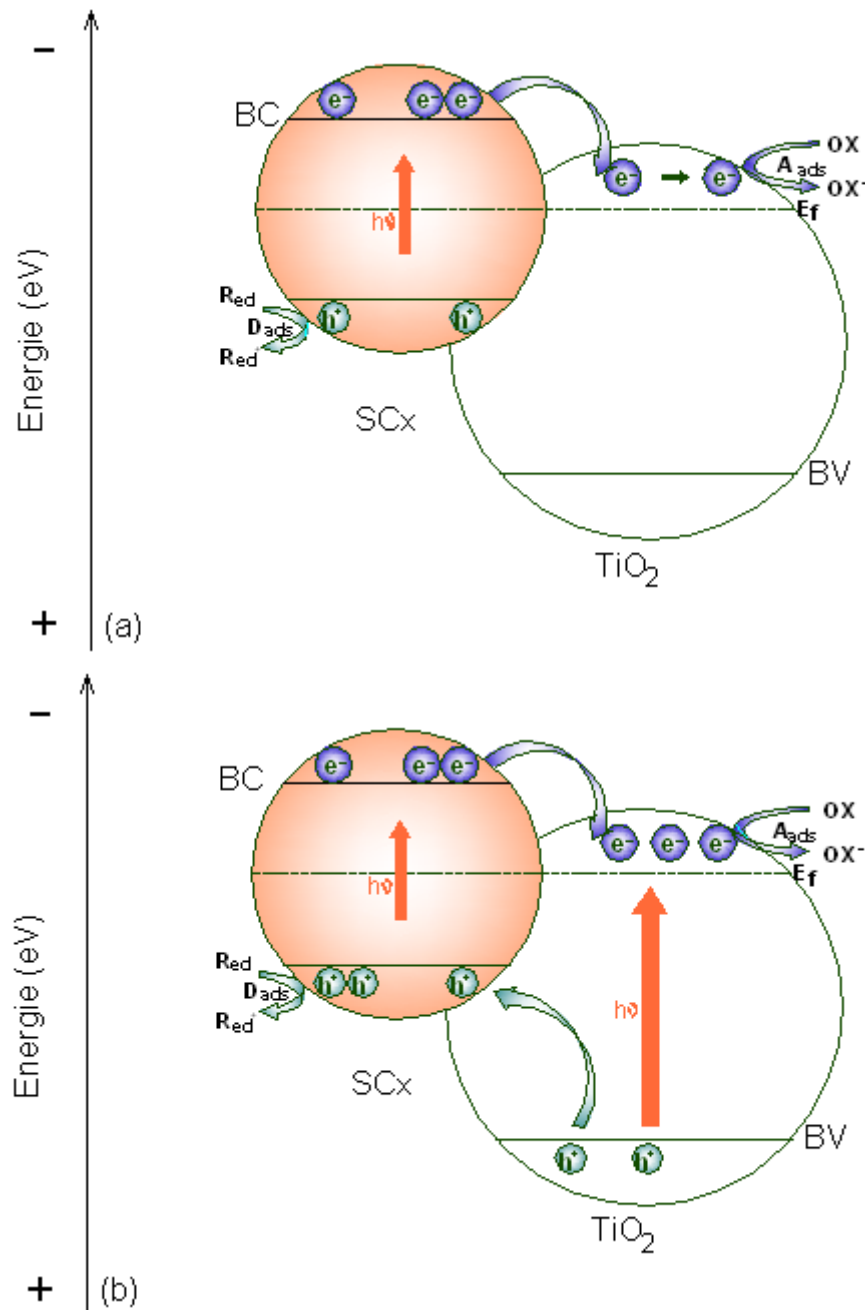 −
e⁻ e⁻ e⁻
BC
OX
A ads
e⁻ e⁻
OX⁻
hν
Ef
Red
Dads
Red⁺
h⁺ h⁺
Energie (eV)
SCx
BV
TiO₂
+
(a)
−
e⁻ e⁻ e⁻
BC
OX
Aads
e⁻ e⁻ e⁻
OX⁻
hν
Ef
Red
Dads
Red⁺
h⁺ h⁺ h⁺
hν
Energie (eV)
SCx
BV
h⁺ h⁺
TiO₂
+
(b)